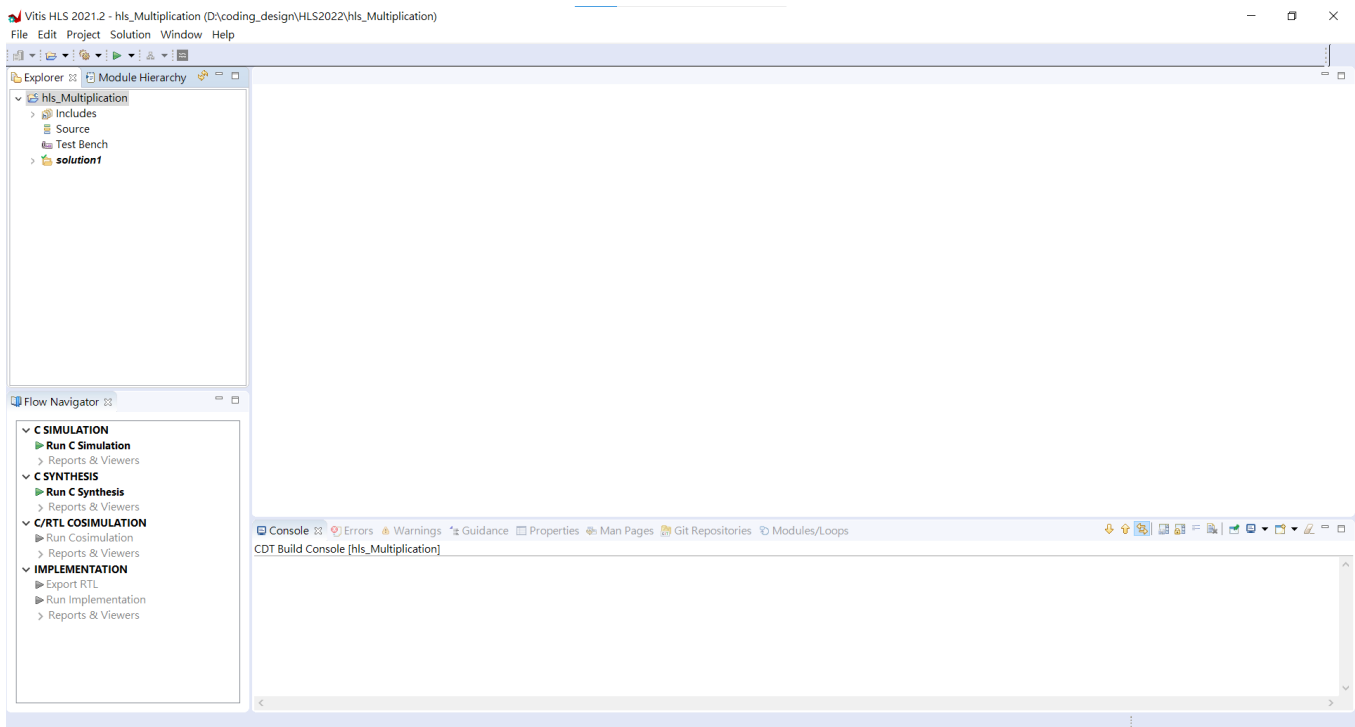 Vitis HLS 2021.2 - hls_Multiplication (D:\coding_design\HLS2022\hls_Multiplication)
File Edit Project Solution Window Help
Explorer Module Hierarchy
hls_Multiplication
Includes
Source
Test Bench
solution1
Flow Navigator
C SIMULATION
Run C Simulation
Reports & Viewers
C SYNTHESIS
Run C Synthesis
Reports & Viewers
C/RTL COSIMULATION
Run Cosimulation
Reports & Viewers
IMPLEMENTATION
Export RTL
Run Implementation
Reports & Viewers
Console Errors Warnings Guidance Properties Man Pages Git Repositories Modules/Loops
CDT Build Console [hls_Multiplication]